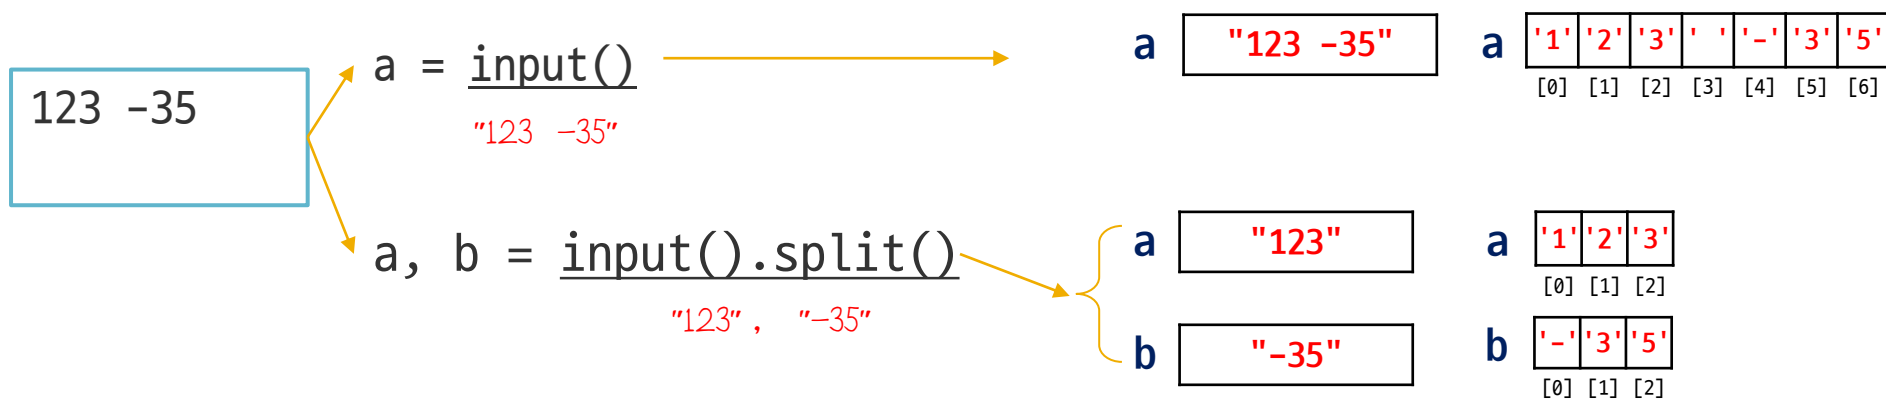 123 -35
a = input()
"123 -35"
a "123 -35"
a '1' '2' '3' ' ' '-' '3' '5'
[0] [1] [2] [3] [4] [5] [6]
a, b = input().split()
"123" , "-35"
a "123"
a '1' '2' '3'
[0] [1] [2]
b "-35"
b '-' '3' '5'
[0] [1] [2]